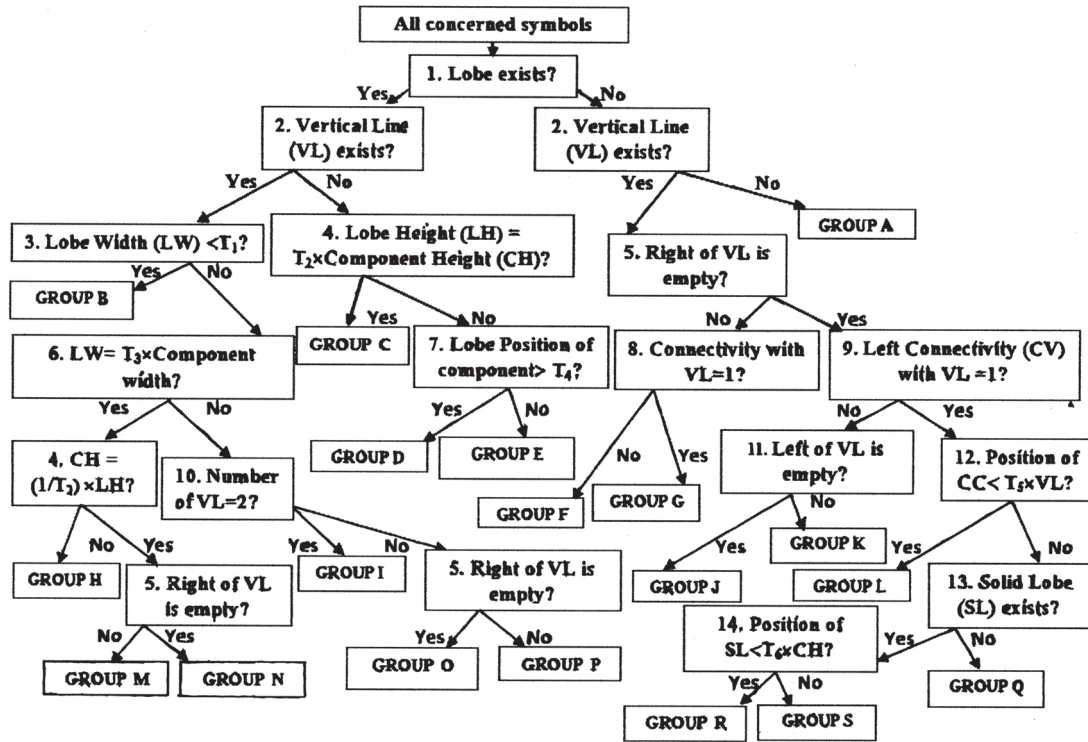 All concerned symbols
1. Lobe exists?
Yes
No
2. Vertical Line
(VL) exists?
2. Vertical Line
(VL) exists?
Yes
No
Yes
No
3. Lobe Width (LW) <T₁?
4. Lobe Height (LH) =
T₂×Component Height (CH)?
GROUP A
5. Right of VL is
empty?
Yes
No
GROUP B
Yes
No
No
Yes
GROUP C
6. LW= T₃×Component
width?
7. Lobe Position of
component> T₄?
8. Connectivity with
VL=1?
9. Left Connectivity (CV)
with VL =1?
Yes
No
Yes
No
No
Yes
No
Yes
GROUP D
GROUP E
4. CH =
(1/T₂) ×LH?
10. Number
of VL=2?
GROUP F
GROUP G
11. Left of VL is
empty?
12. Position of
CC< T₅×VL?
No
Yes
Yes
No
Yes
No
Yes
No
GROUP H
5. Right of VL
is empty?
GROUP I
5. Right of VL is
empty?
GROUP J
GROUP K
GROUP L
13. Solid Lobe
(SL) exists?
No
Yes
Yes
No
Yes
No
GROUP M
GROUP N
GROUP O
GROUP P
14. Position of
SL<T₆×CH?
GROUP Q
Yes
No
GROUP R
GROUP S